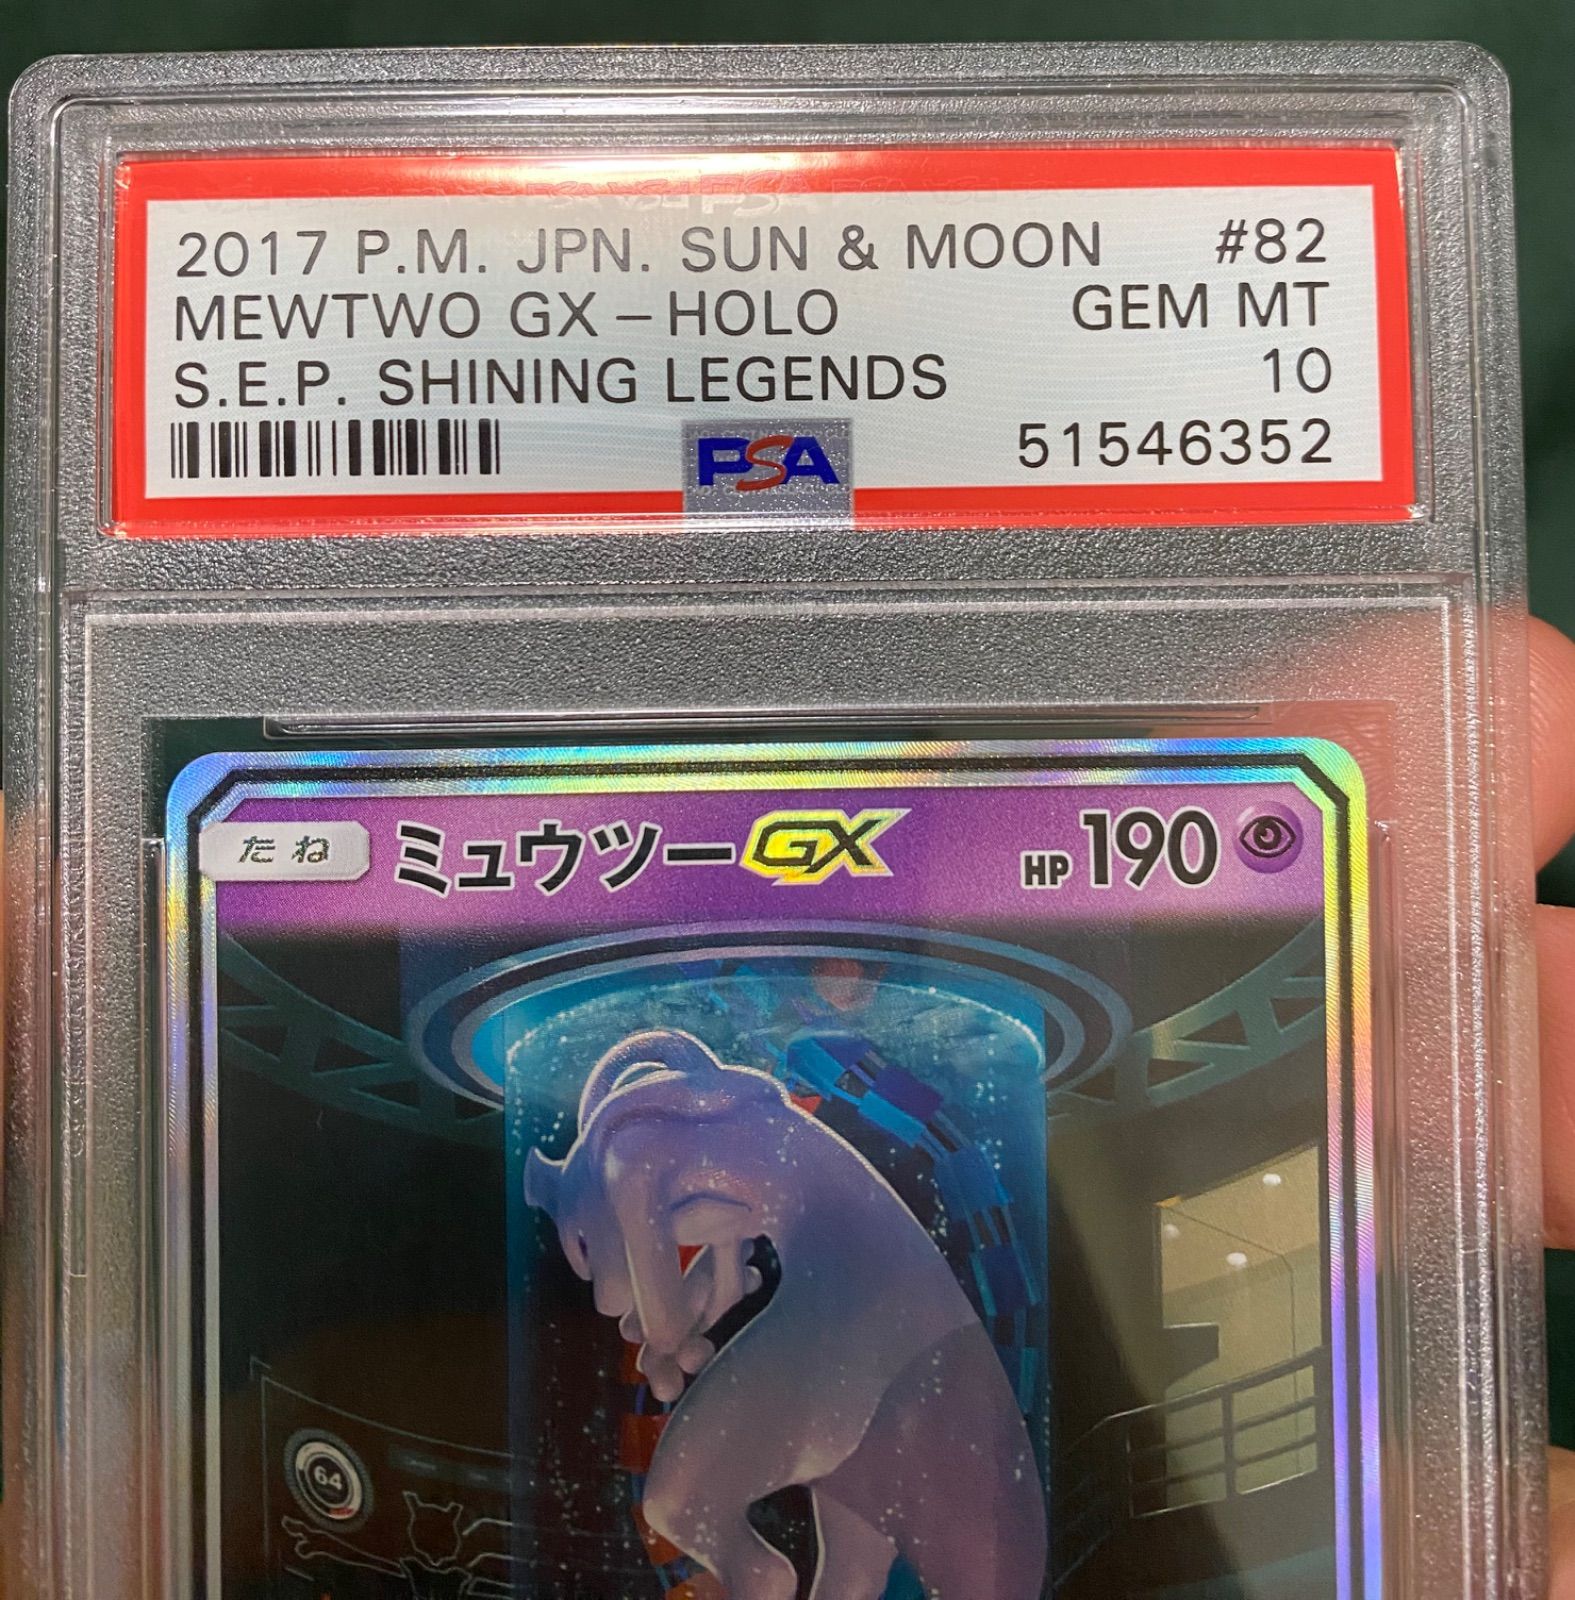 2017 P.M. JPN. SUN & MOON #82
MEWTWO GX – HOLO GEM MT
S.E.P. SHINING LEGENDS 10
PSA 51546352
たね ミュウツーGX HP 190
64